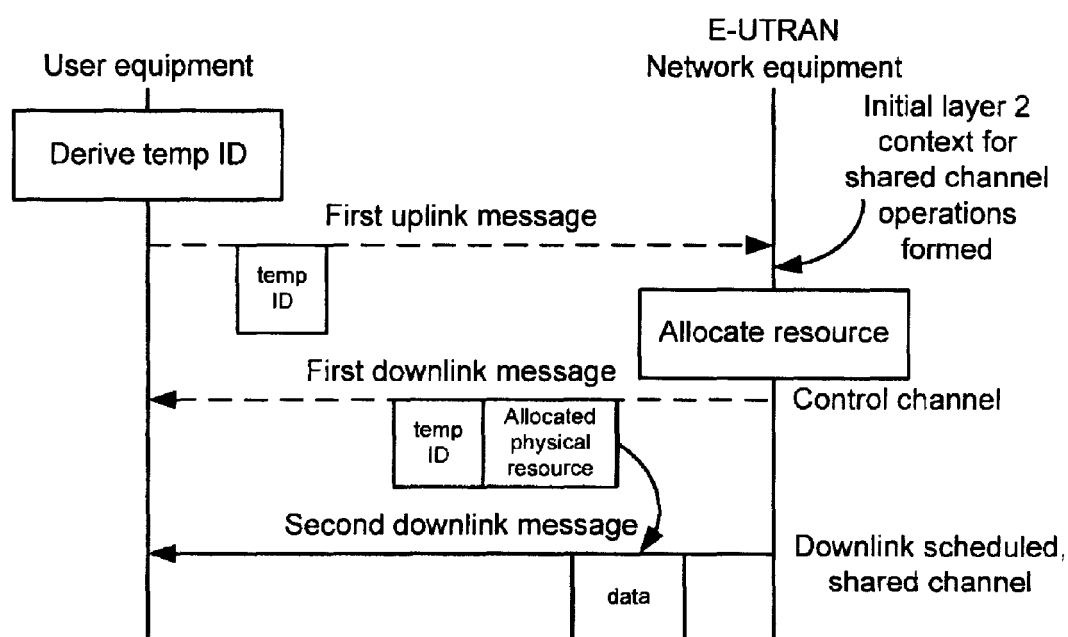 E-UTRAN
User equipment
Network equipment
Initial layer 2
context for
shared channel
operations
formed
Derive temp ID
First uplink message
temp
ID
Allocate resource
First downlink message
Control channel
temp
ID
Allocated
physical
resource
Second downlink message
Downlink scheduled,
shared channel
data